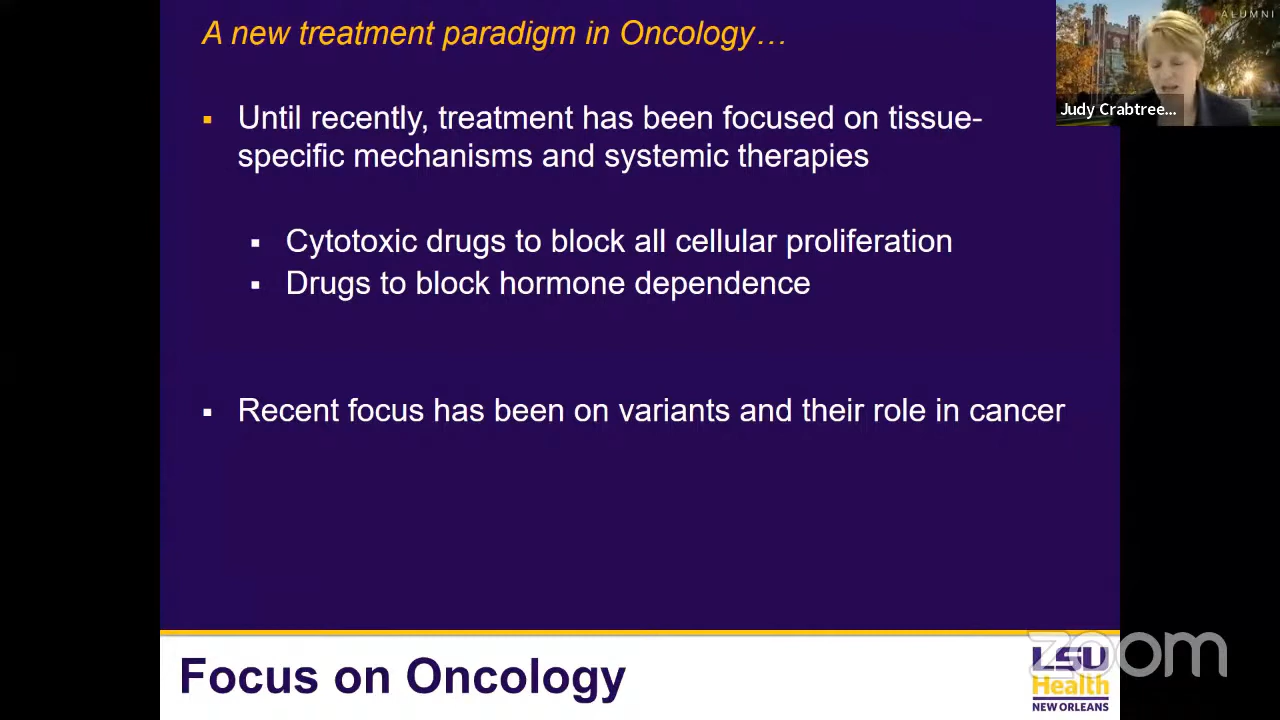 A new treatment paradigm in Oncology…
ALUMNI
Judy Crabtree...
▪ Until recently, treatment has been focused on tissue-
specific mechanisms and systemic therapies
▪ Cytotoxic drugs to block all cellular proliferation
▪ Drugs to block hormone dependence
▪ Recent focus has been on variants and their role in cancer
Focus on Oncology
LSU
Health
NEW ORLEANS
zoom